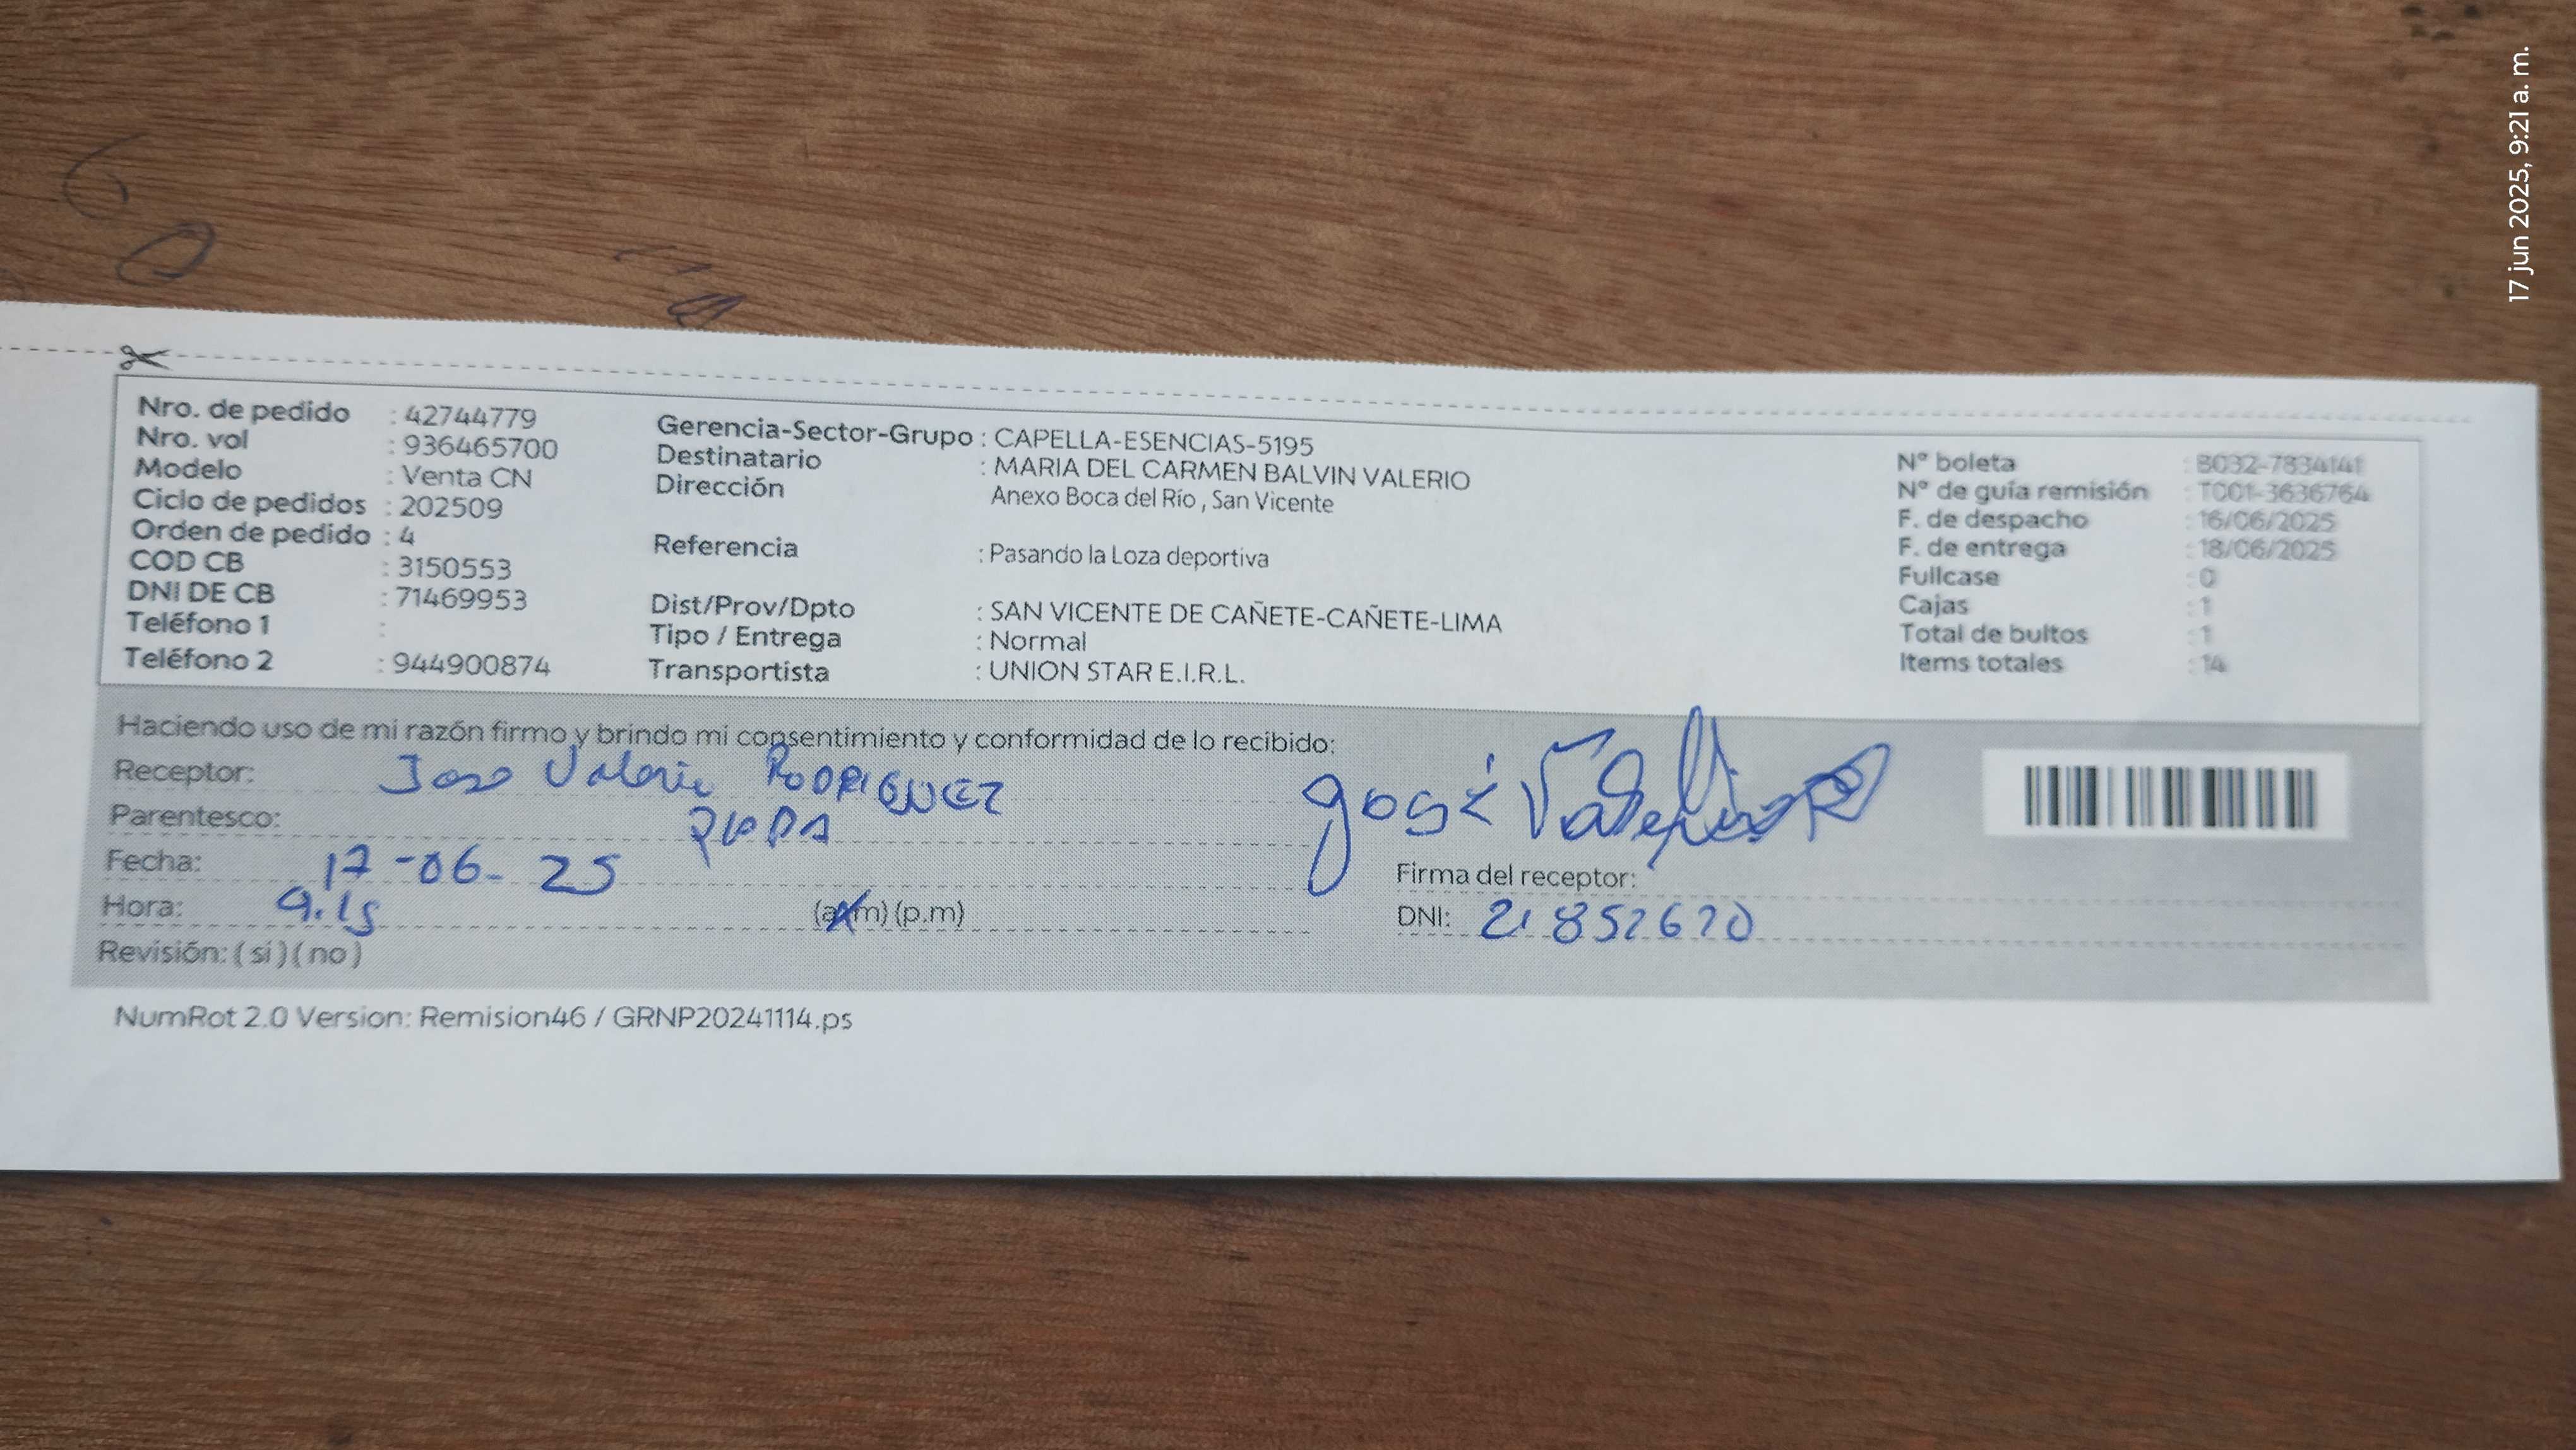 17 jun 2025, 9:21 a. m.
Nro. de pedido : 42744779
Nro. vol : 936465700
Modelo : Venta CN
Ciclo de pedidos : 202509
Orden de pedido : 4
COD CB : 3150553
DNI DE CB : 71469953
Teléfono 1 :
Teléfono 2 : 944900874
Gerencia-Sector-Grupo : CAPELLA-ESENCIAS-5195
Destinatario : MARIA DEL CARMEN BALVIN VALERIO
Dirección Anexo Boca del Río , San Vicente
Referencia : Pasando la Loza deportiva
Dist/Prov/Dpto : SAN VICENTE DE CAÑETE-CAÑETE-LIMA
Tipo / Entrega : Normal
Transportista : UNION STAR E.I.R.L.
N° boleta : B032-7834141
N° de guía remisión : T001-3636764
F. de despacho : 16/06/2025
F. de entrega : 18/06/2025
Fullcase : 0
Cajas : 1
Total de bultos : 1
Items totales : 14
Haciendo uso de mi razón firmo y brindo mi consentimiento y conformidad de lo recibido:
Receptor: Jose Valerio RODRIGUEZ
Parentesco:
Fecha: 17-06-25
Hora: 9.15 (a.m) (p.m)
Revisión: ( si ) ( no )
José Valerio R
Firma del receptor:
DNI: 21852670
NumRot 2.0 Version: Remision46 / GRNP20241114.ps